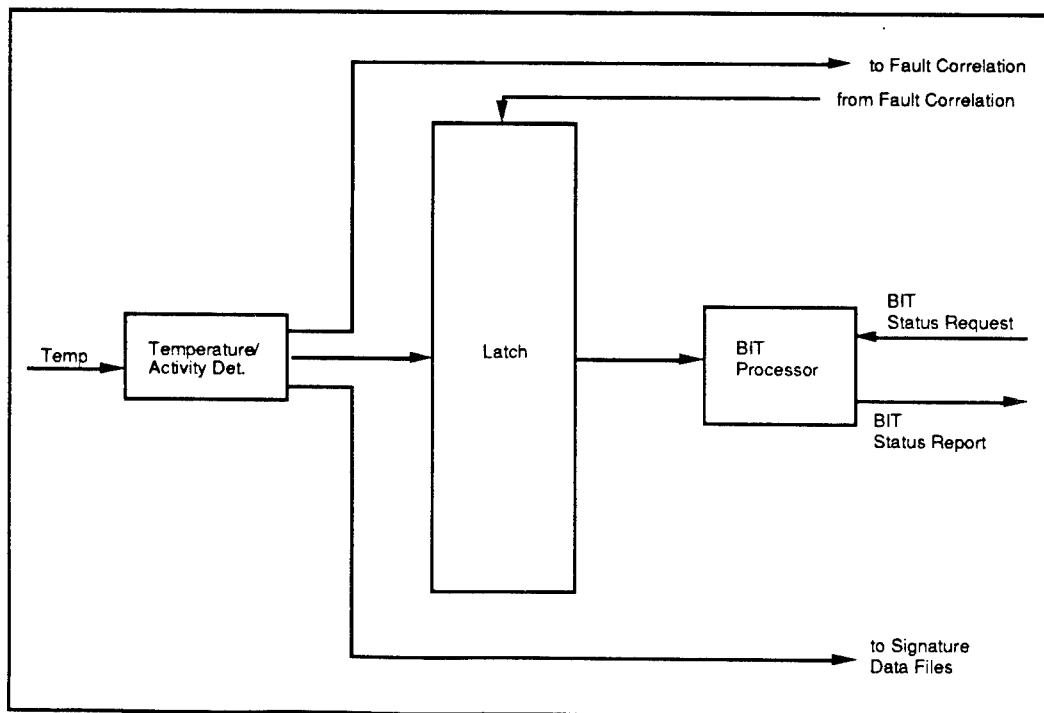 to Fault Correlation
from Fault Correlation
Temp
Temperature/
Activity Det.
Latch
BIT
Processor
BIT
Status Request
BIT
Status Report
to Signature
Data Files